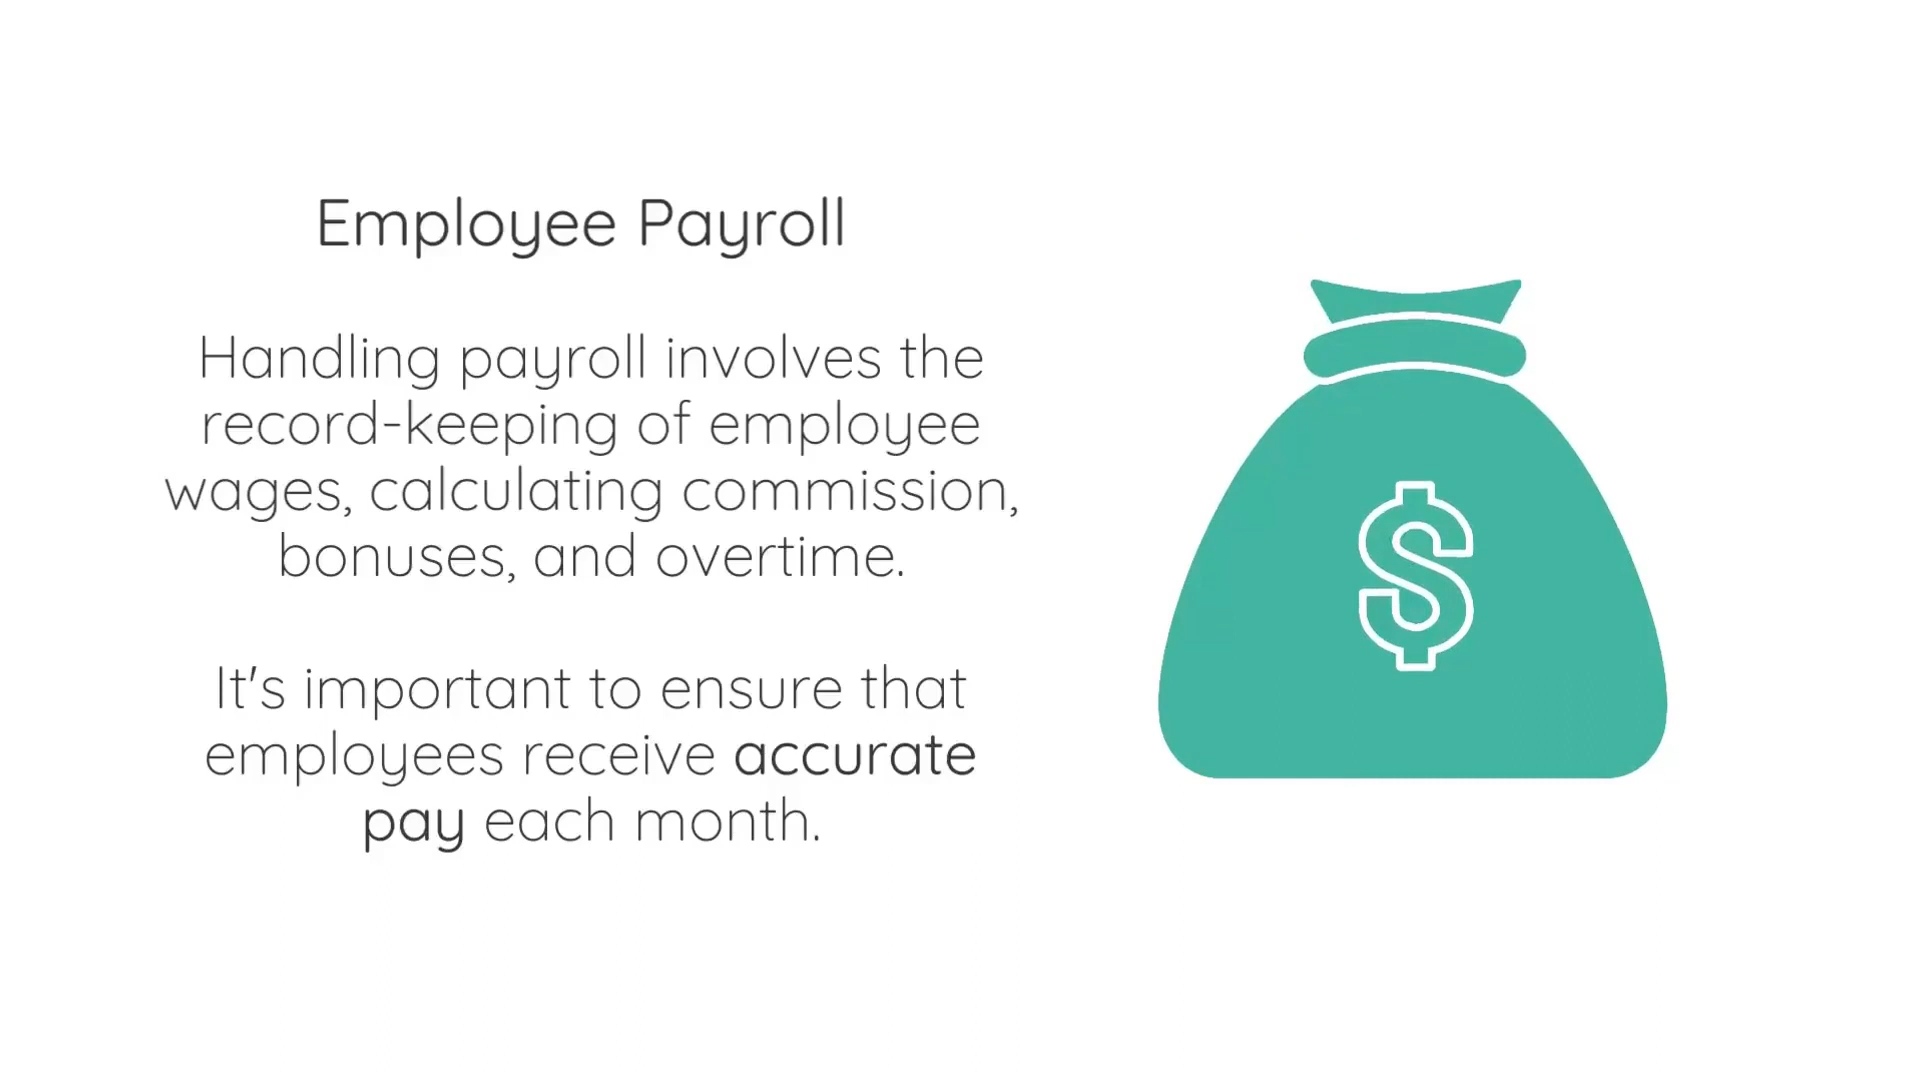 Employee Payroll
Handling payroll involves the
record-keeping of employee
wages, calculating commission,
bonuses, and overtime.
It's important to ensure that
employees receive accurate
pay each month.
$